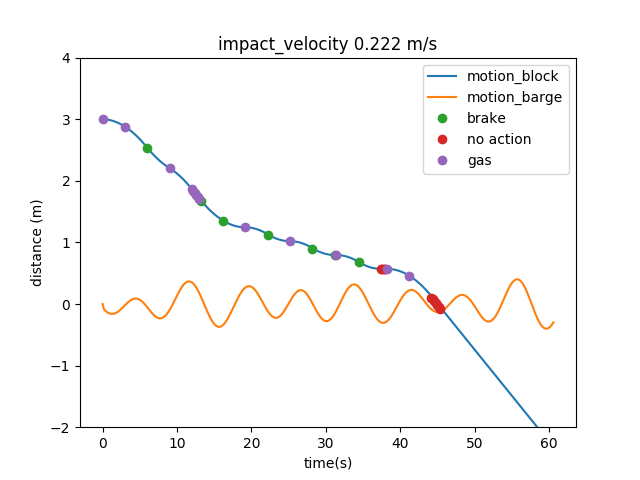 impact_velocity 0.222 m/s
motion_block
motion_barge
brake
no action
gas
distance (m)
4
3
2
1
0
−1
−2
0 10 20 30 40 50 60
time(s)